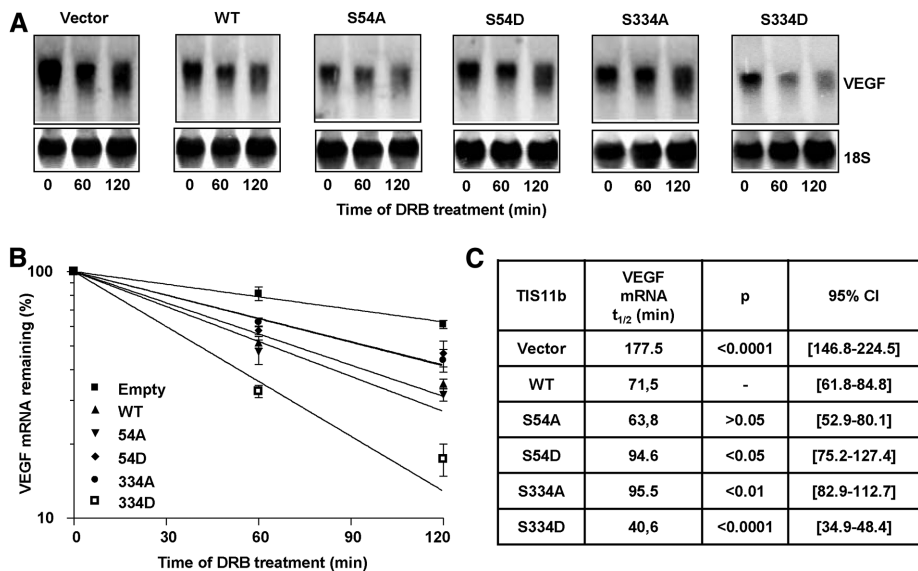 A
Vector WT S54A S54D S334A S334D
VEGF
18S
0 60 120 0 60 120 0 60 120 0 60 120 0 60 120 0 60 120
Time of DRB treatment (min)
B
VEGF mRNA remaining (%)
100
10
Empty
WT
54A
54D
334A
334D
0 30 60 90 120
Time of DRB treatment (min)
C
TIS11b VEGF mRNA t1/2 (min) p 95% CI
Vector 177.5 <0.0001 [146.8-224.5]
WT 71,5 - [61.8-84.8]
S54A 63,8 >0.05 [52.9-80.1]
S54D 94.6 <0.05 [75.2-127.4]
S334A 95.5 <0.01 [82.9-112.7]
S334D 40,6 <0.0001 [34.9-48.4]